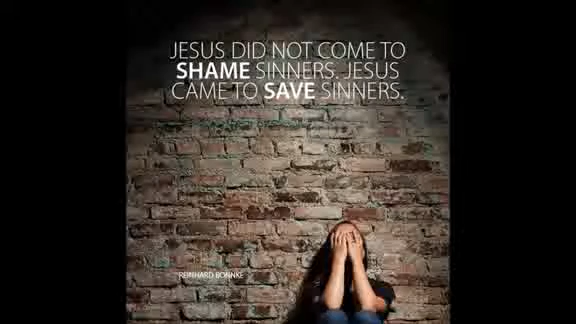 JESUS DID NOT COME TO
SHAME SINNERS. JESUS
CAME TO SAVE SINNERS.
REINHARD BONNKE